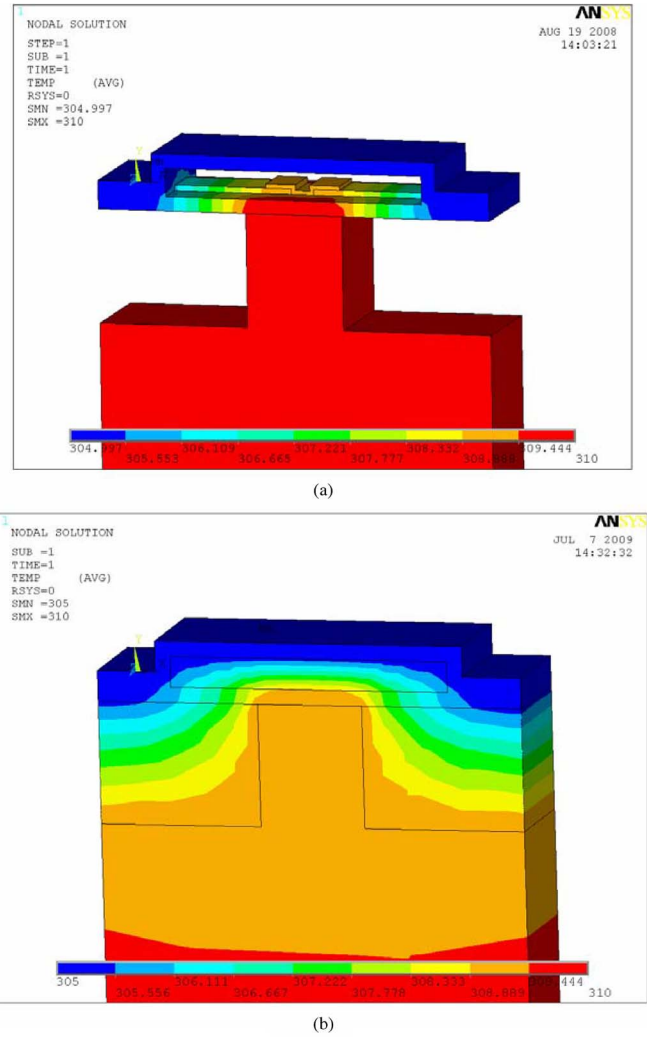 1
NODAL SOLUTION
ANSYS
AUG 19 2008
14:03:21
STEP=1
SUB =1
TIME=1
TEMP (AVG)
RSYS=0
SMN =304.997
SMX =310
Y
304.997 306.109 307.221 308.332 309.444
305.553 306.665 307.777 308.888 310
(a)
1
NODAL SOLUTION
ANSYS
JUL 7 2009
14:32:32
SUB =1
TIME=1
TEMP (AVG)
RSYS=0
SMN =305
SMX =310
Y
305 306.111 307.222 308.333 309.444
305.556 306.667 307.778 308.889 310
(b)